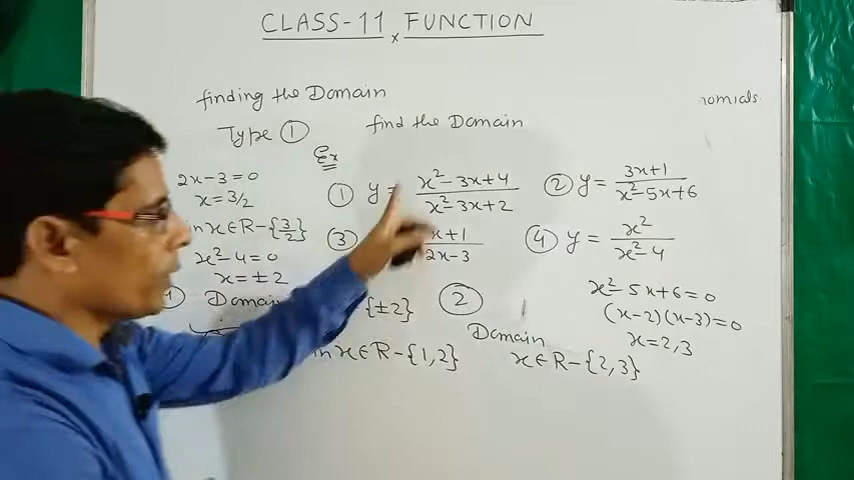 CLASS-11 x FUNCTION
finding the Domain
nomials
Type ① find the Domain
Ex
2x-3=0
x=3/2
x∈R-{3/2}
x²-4=0
x=±2
① y= x²-3x+4 / x²-3x+2
② y= 3x+1 / x²-5x+6
③ x+1 / 2x-3
④ y= x² / x²-4
Domain {±2}
x∈R-{1,2}
②
Domain
x∈R-{2,3}
x²-5x+6=0
(x-2)(x-3)=0
x=2,3